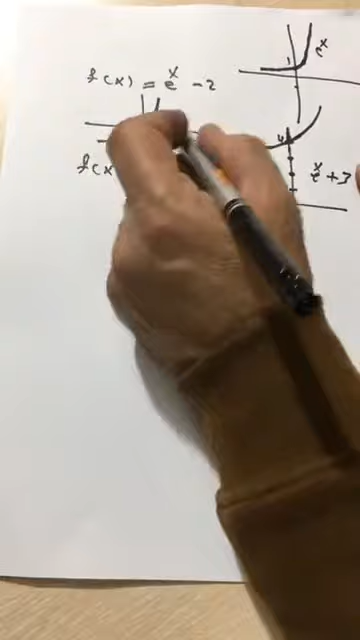 1 e^x
f(x) = e^x - 2
4
e^x + 3
f(x